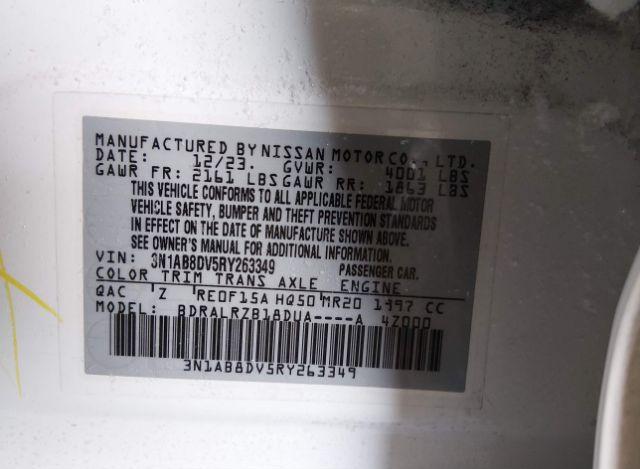 MANUFACTURED BY NISSAN MOTOR CO., LTD.
DATE: 12/23. GVWR: 4001 LBS
GAWR FR: 2161 LBS GAWR RR: 1863 LBS
THIS VEHICLE CONFORMS TO ALL APPLICABLE FEDERAL MOTOR
VEHICLE SAFETY, BUMPER AND THEFT PREVENTION STANDARDS
IN EFFECT ON THE DATE OF MANUFACTURE SHOWN ABOVE.
SEE OWNER'S MANUAL FOR ADDITIONAL INFORMATION.
VIN: 3N1AB8DV5RY263349 PASSENGER CAR.
COLOR TRIM TRANS AXLE ENGINE
QAC Z RE0F15A HQ50 MR20 1997 CC
MODEL: BDRALRZB18DUA----A 4Z000
3N1AB8DV5RY263349